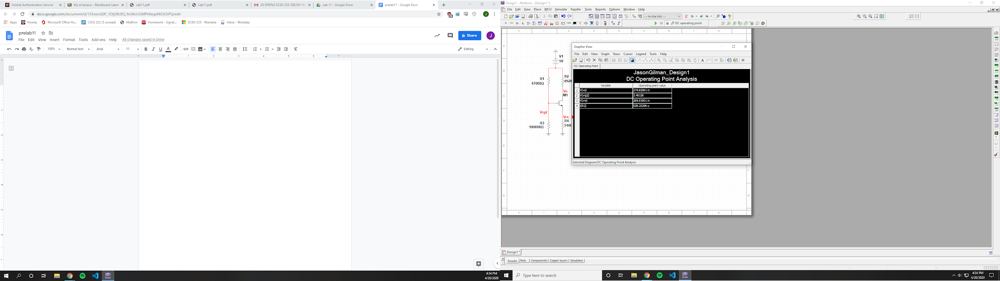 Central Authentication Service
My eCampus – Blackboard Learn
Lab11.pdf
Lab11.pdf
20 SPRING ECEN 325 200,501-50
Lab 11 - Google Drive
prelab11 - Google Docs
docs.google.com/document/d/133vwoQ0P_1Dtj5BLBQ_flo9kUcSiMPh8egzKKO63iPQ/edit
Apps
Howdy
Microsoft Office Ho...
CSCE 222 (5 unread)
MyBlinn
Homework - Signal...
ECEN 325 - Mandela
Inbox - Workday
prelab11
File Edit View Insert Format Tools Add-ons Help All changes saved in Drive
Share
J
100% Normal text Arial 11 B I U A Editing
4:34 PM
4/20/2020
Design1 - Multisim - [Design1 *]
File Edit View Place MCU Simulate Transfer Tools Reports Options Window Help
--- In-Use List ---
DC operating point
V1
5V
R1
47000Ω
R2
8928
Vo
M1
Vrg2
Vrs
R3
100000Ω
R4
510Ω
Grapher View
File Edit View Graph Trace Cursor Legend Tools Help
DC Operating Point
JasonGilman_Design1
DC Operating Point Analysis
Variable Operating point value
1 V(vo) 274.82961 m
2 V(vrg2) 3.40136
3 V(vrs) 269.91901 m
4 I(R2) 529.25296 u
Selected Diagram:DC Operating Point Analysis
Design1 *
Results Nets Components Copper layers Simulation
Type here to search
4:34 PM
4/20/2020